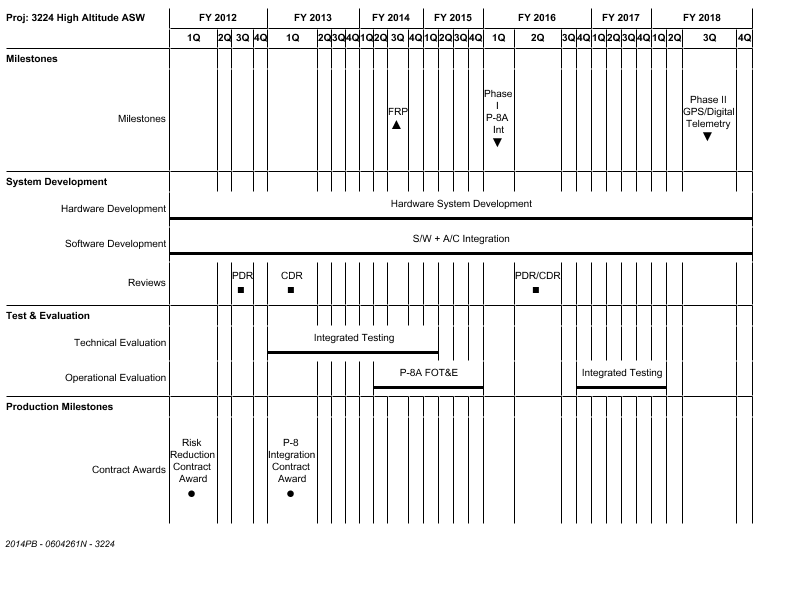 Proj: 3224 High Altitude ASW FY 2012 FY 2013 FY 2014 FY 2015 FY 2016 FY 2017 FY 2018
1Q 2Q 3Q 4Q 1Q 2Q 3Q 4Q 1Q 2Q 3Q 4Q 1Q 2Q 3Q 4Q 1Q 2Q 3Q 4Q 1Q 2Q 3Q 4Q 1Q 2Q 3Q 4Q
Milestones
Milestones
FRP
Phase
I
P-8A
Int
Phase II
GPS/Digital
Telemetry
System Development
Hardware Development
Hardware System Development
Software Development
S/W + A/C Integration
Reviews
PDR
CDR
PDR/CDR
Test & Evaluation
Technical Evaluation
Integrated Testing
Operational Evaluation
P-8A FOT&E
Integrated Testing
Production Milestones
Contract Awards
Risk
Reduction
Contract
Award
P-8
Integration
Contract
Award
2014PB - 0604261N - 3224